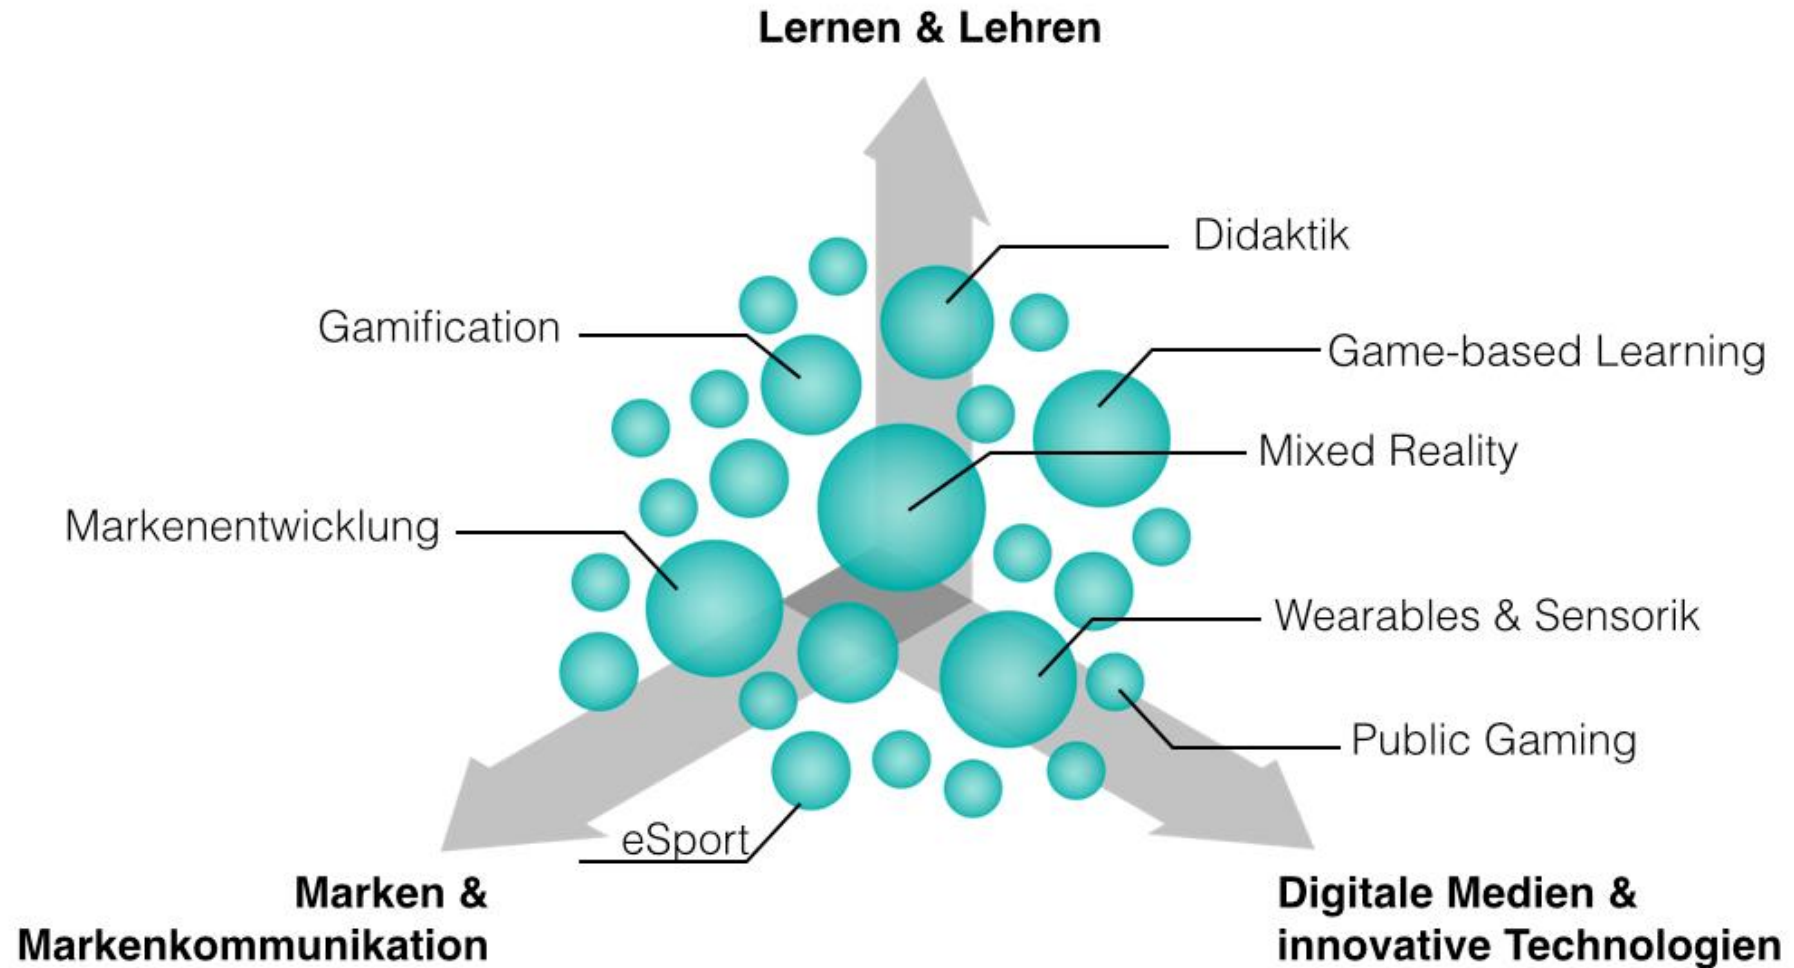 Lernen & Lehren
Didaktik
Gamification
Game-based Learning
Mixed Reality
Markenentwicklung
Wearables & Sensorik
Public Gaming
eSport
Marken &
Markenkommunikation
Digitale Medien &
innovative Technologien